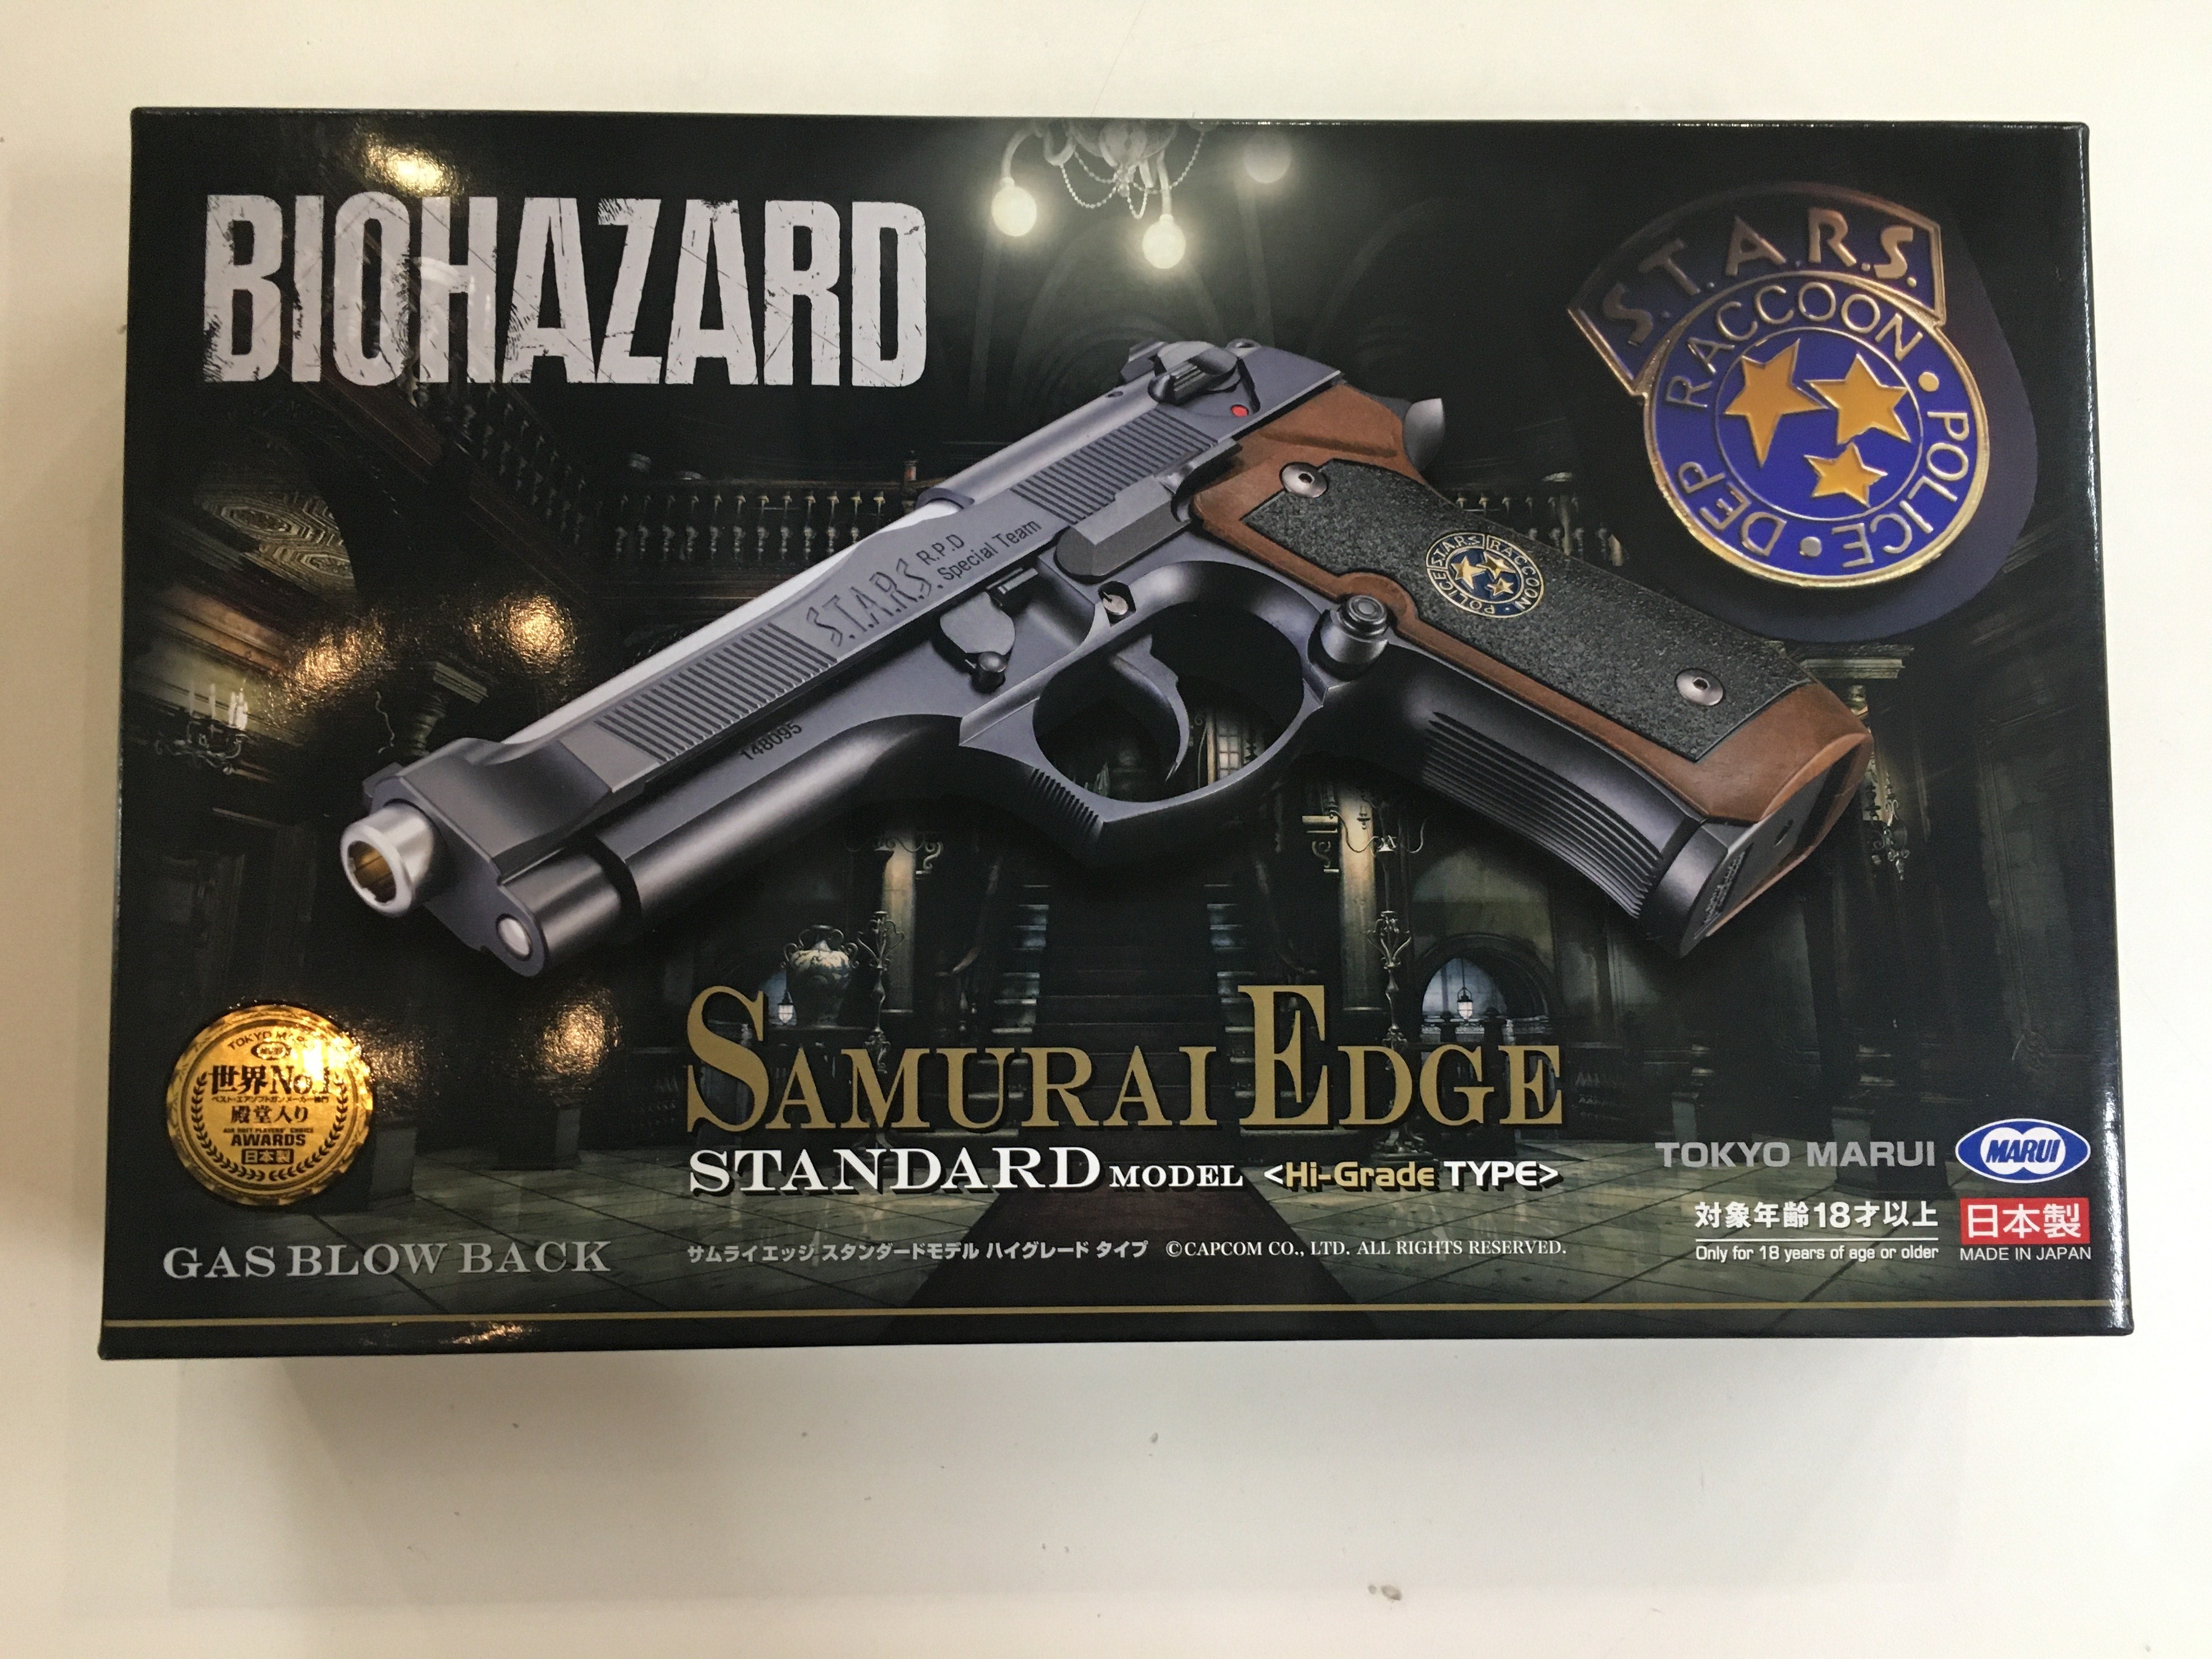 BIOHAZARD
S.T.A.R.S.
RACCOON • POLICE • DEP
S.T.A.R.S. R.P.D
Special Team
148095
S.T.A.R.S. RACCOON
POLICE
TOKYO MARUI
世界No.1
殿堂入り
AWARDS
日本製
SAMURAI EDGE
STANDARD MODEL <Hi-Grade TYPE>
サムライエッジ スタンダードモデル ハイグレード タイプ ©CAPCOM CO., LTD. ALL RIGHTS RESERVED.
GAS BLOW BACK
TOKYO MARUI MARUI
対象年齢18才以上
Only for 18 years of age or older
日本製
MADE IN JAPAN